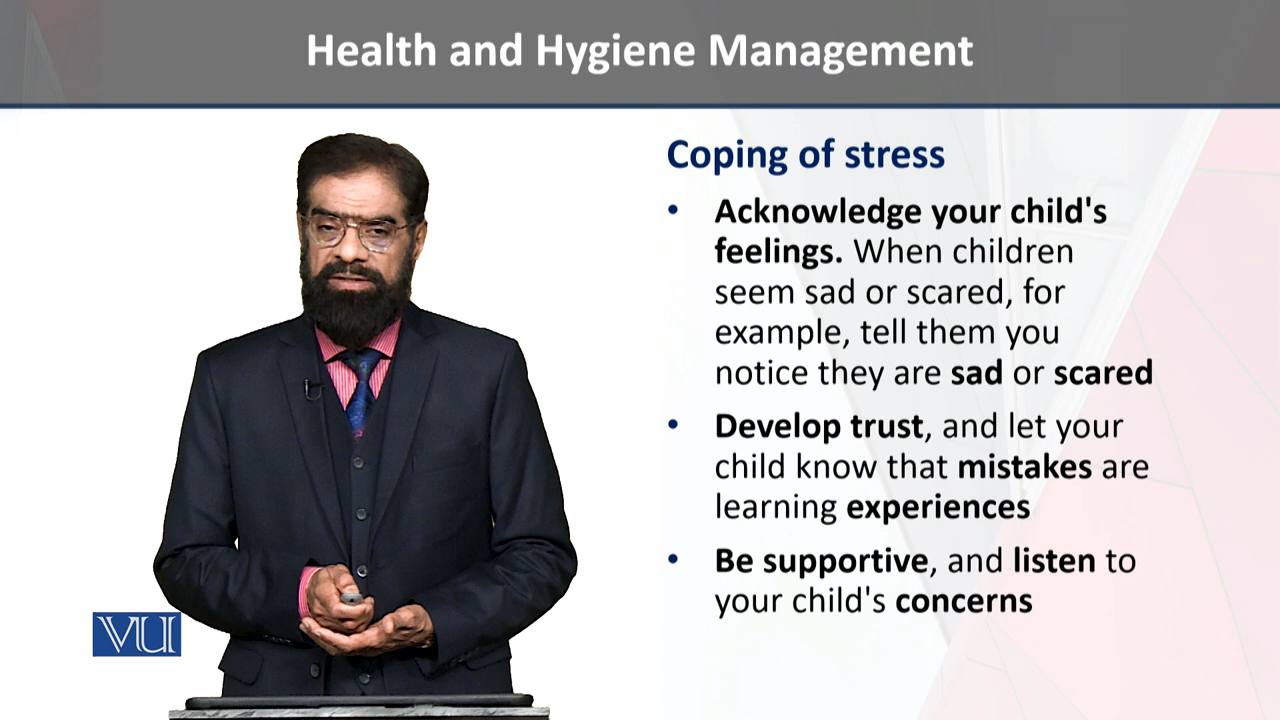 Health and Hygiene Management
Coping of stress
• Acknowledge your child's
feelings. When children
seem sad or scared, for
example, tell them you
notice they are sad or scared
• Develop trust, and let your
child know that mistakes are
learning experiences
• Be supportive, and listen to
your child's concerns
VU